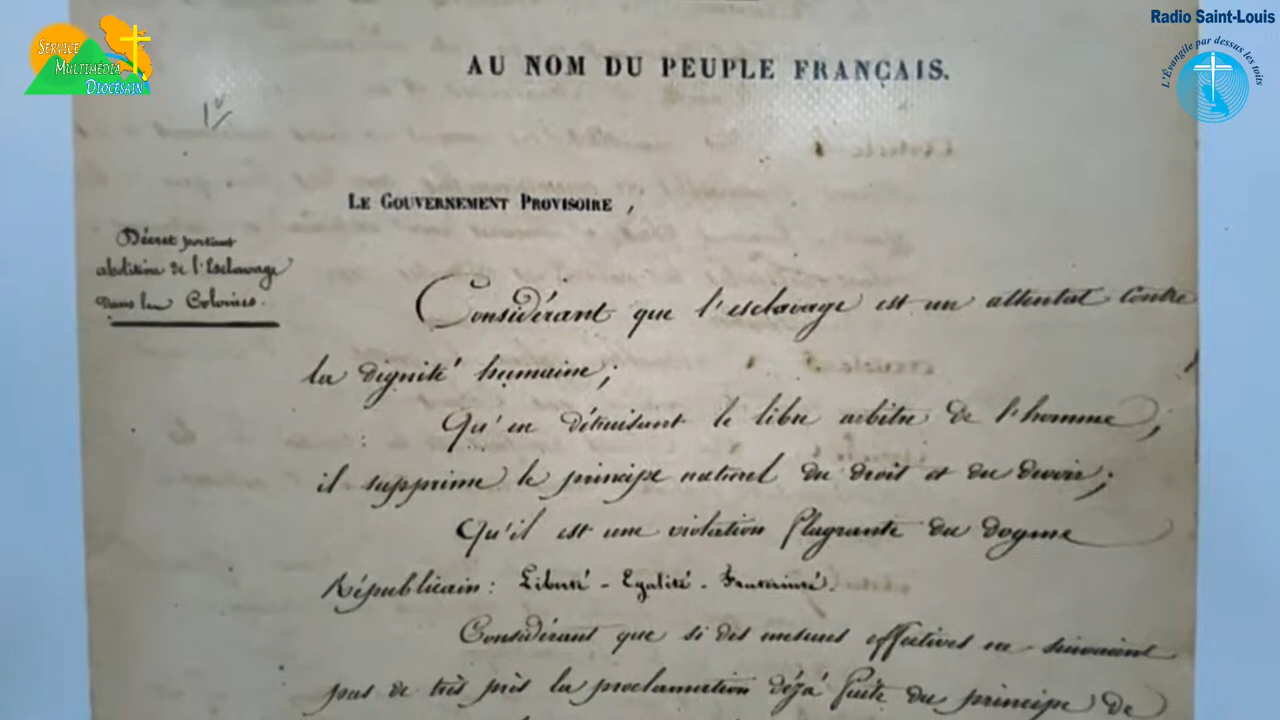 SERVICE
MULTIMÉDIA
DIOCÉSAIN
Radio Saint-Louis
L'Évangile par dessus les toits
AU NOM DU PEUPLE FRANÇAIS.
1er
LE GOUVERNEMENT PROVISOIRE,
Décret portant
abolition de l'Esclavage
dans les Colonies.
Considérant que l'esclavage est un attentat contre
la dignité humaine;
Qu'en détruisant le libre arbitre de l'homme,
il supprime le principe naturel du droit et du devoir;
Qu'il est une violation flagrante du dogme
Républicain: Liberté - Egalité - Fraternité.
Considérant que si des mesures effectives ne suivaient
pas de très près la proclamation déjà faite du principe de